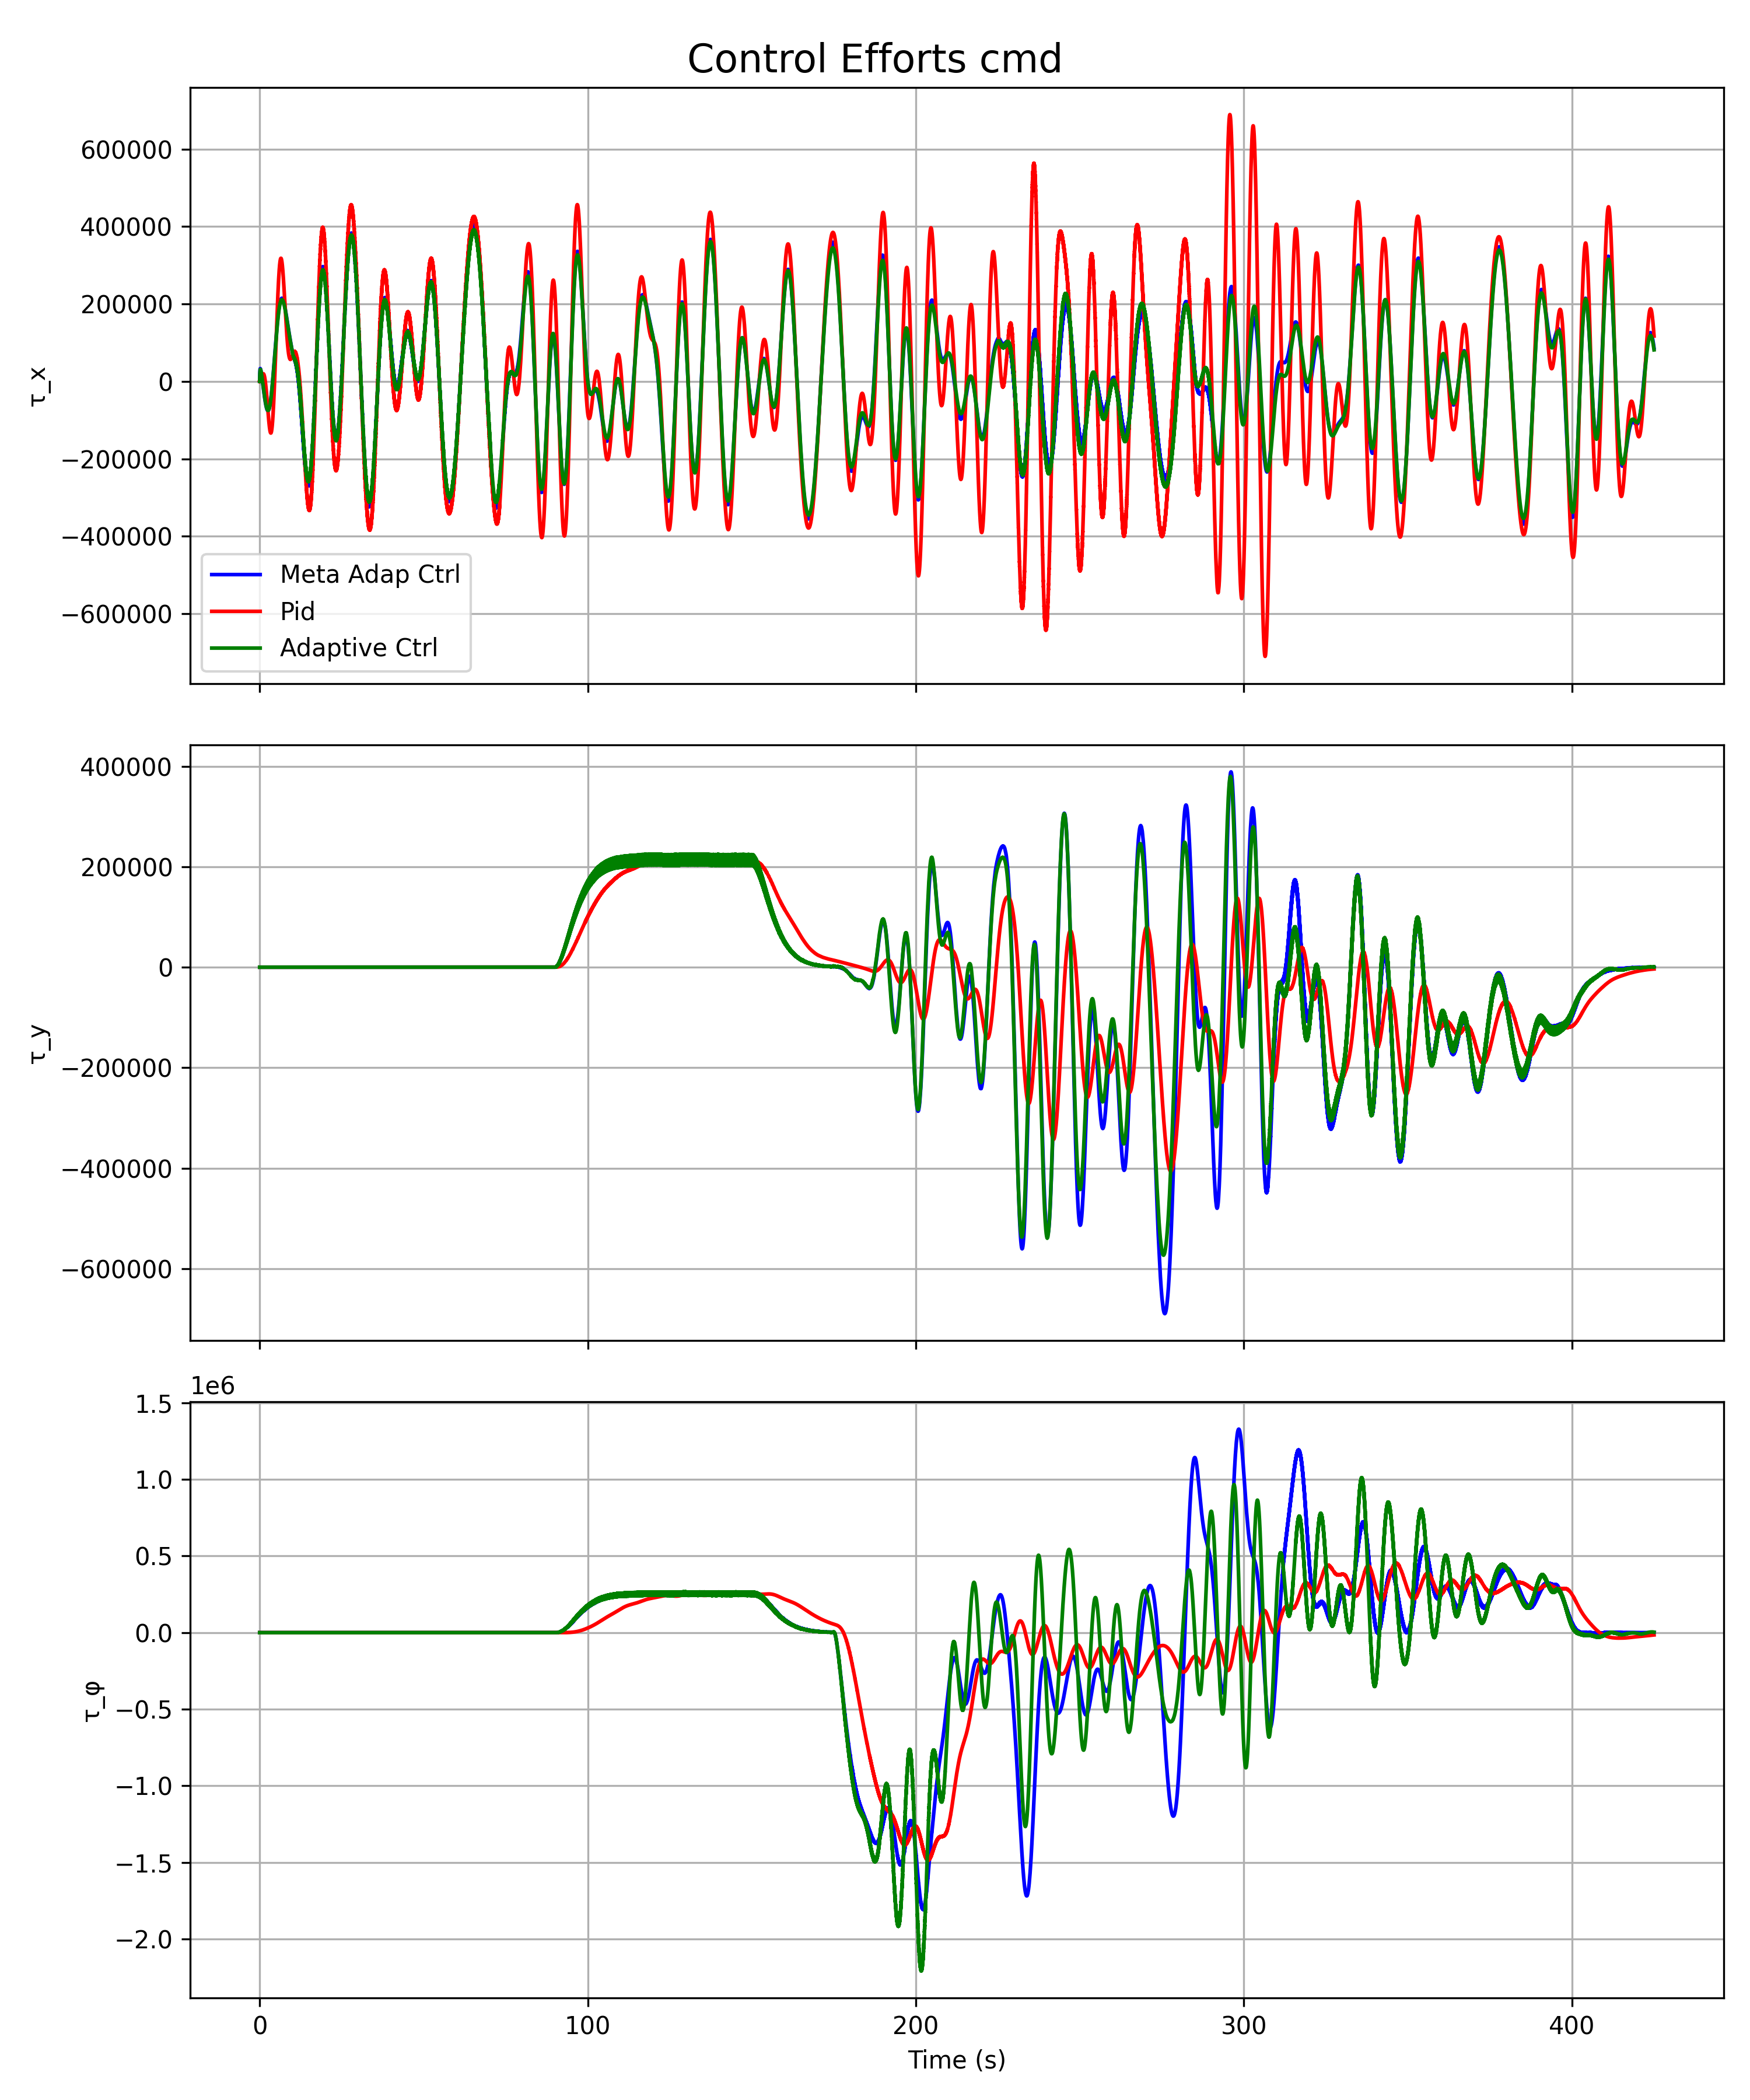 Control Efforts cmd
600000
400000
200000
0
−200000
−400000
−600000
τ_x
Meta Adap Ctrl
Pid
Adaptive Ctrl
400000
200000
0
−200000
−400000
−600000
τ_y
1e6
1.5
1.0
0.5
0.0
−0.5
−1.0
−1.5
−2.0
τ_φ
0 100 200 300 400
Time (s)